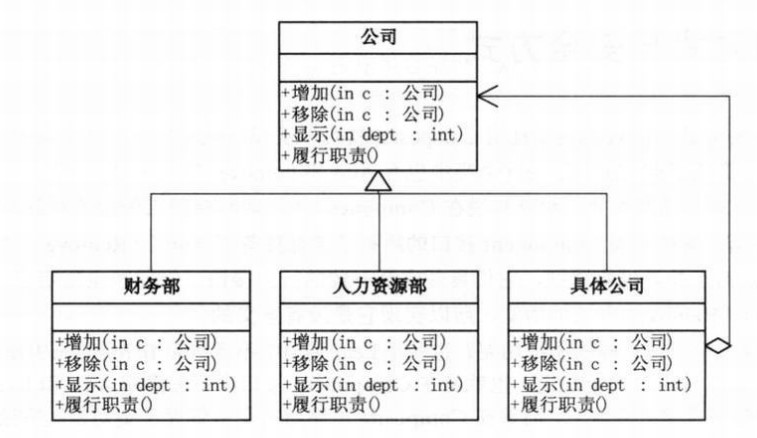 公司
+增加(in c : 公司)
+移除(in c : 公司)
+显示(in dept : int)
+履行职责()
财务部
+增加(in c : 公司)
+移除(in c : 公司)
+显示(in dept : int)
+履行职责()
人力资源部
+增加(in c : 公司)
+移除(in c : 公司)
+显示(in dept : int)
+履行职责()
具体公司
+增加(in c : 公司)
+移除(in c : 公司)
+显示(in dept : int)
+履行职责()